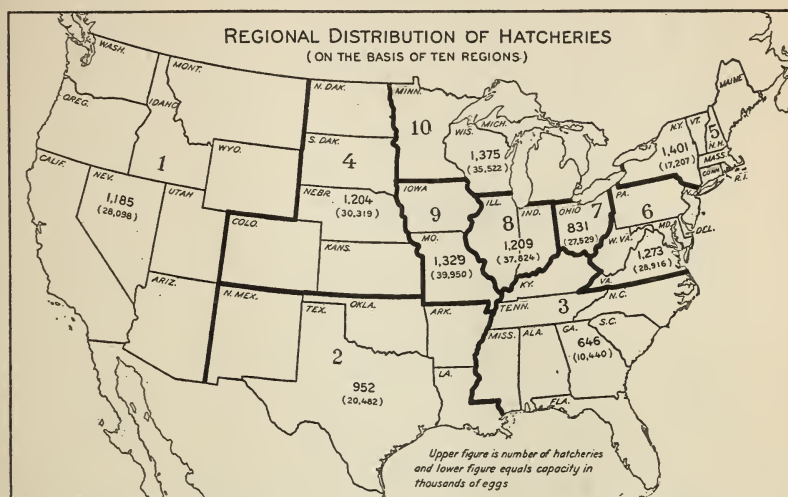 REGIONAL DISTRIBUTION OF HATCHERIES
(ON THE BASIS OF TEN REGIONS)
WASH.
MONT.
N. DAK.
MINN.
MAINE
OREG.
IDAHO
10
WIS.
MICH.
N.Y.
VT.
5
N.H.
1,375
(35,522)
1,401
(17,207)
MASS.
CONN.
R.I.
S. DAK.
4
WYO.
1
CALIF.
NEV.
1,185
(28,098)
UTAH
NEBR.
1,204
(30,319)
IOWA
9
ILL.
8
IND.
1,209
(37,824)
OHIO
7
831
(27,529)
PA.
6
N.J.
MD.
DEL.
W. VA.
1,273
(28,916)
VA.
COLO.
KANS.
MO.
1,329
(39,950)
KY.
ARIZ.
N. MEX.
TEX.
OKLA.
ARK.
TENN.
3
N.C.
2
MISS.
ALA.
GA.
S.C.
646
(10,440)
952
(20,482)
LA.
FLA.
Upper figure is number of hatcheries
and lower figure equals capacity in
thousands of eggs